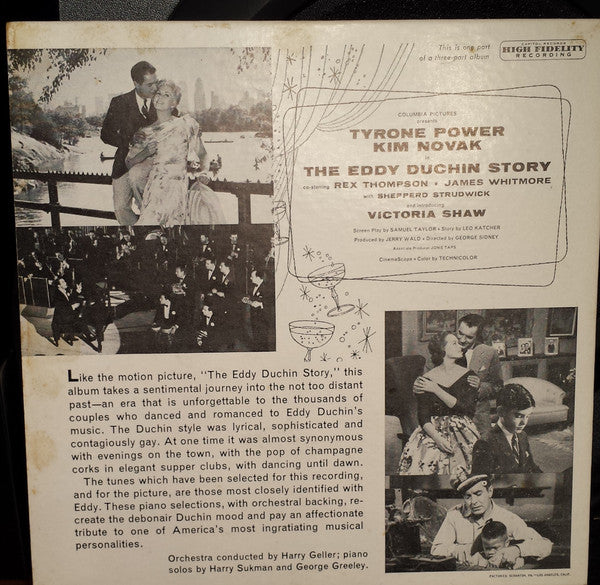 This is one part
of a three-part album
CAPITOL RECORDS
HIGH FIDELITY
RECORDING
COLUMBIA PICTURES
presents
TYRONE POWER
KIM NOVAK
in
THE EDDY DUCHIN STORY
co-starring REX THOMPSON • JAMES WHITMORE
with SHEPPERD STRUDWICK
and introducing
VICTORIA SHAW
Screen Play by SAMUEL TAYLOR • Story by LEO KATCHER
Produced by JERRY WALD • Directed by GEORGE SIDNEY
Associate Producer JONIE TAPS
CinemaScope • Color by TECHNICOLOR
Like the motion picture, "The Eddy Duchin Story," this
album takes a sentimental journey into the not too distant
past—an era that is unforgettable to the thousands of
couples who danced and romanced to Eddy Duchin's
music. The Duchin style was lyrical, sophisticated and
contagiously gay. At one time it was almost synonymous
with evenings on the town, with the pop of champagne
corks in elegant supper clubs, with dancing until dawn.
The tunes which have been selected for this recording,
and for the picture, are those most closely identified with
Eddy. These piano selections, with orchestral backing, re-
create the debonair Duchin mood and pay an affectionate
tribute to one of America's most ingratiating musical
personalities.
Orchestra conducted by Harry Geller; piano
solos by Harry Sukman and George Greeley.